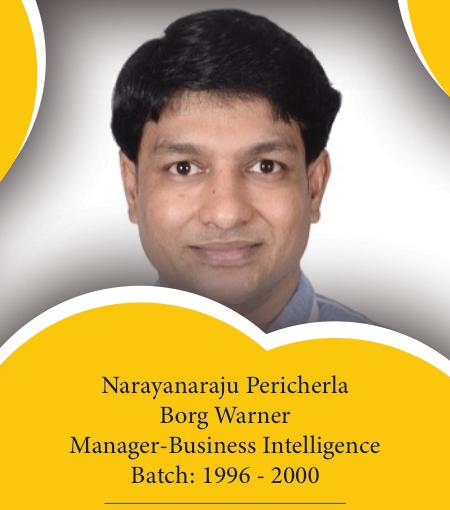 Narayanaraju Pericherla
Borg Warner
Manager-Business Intelligence
Batch: 1996 - 2000